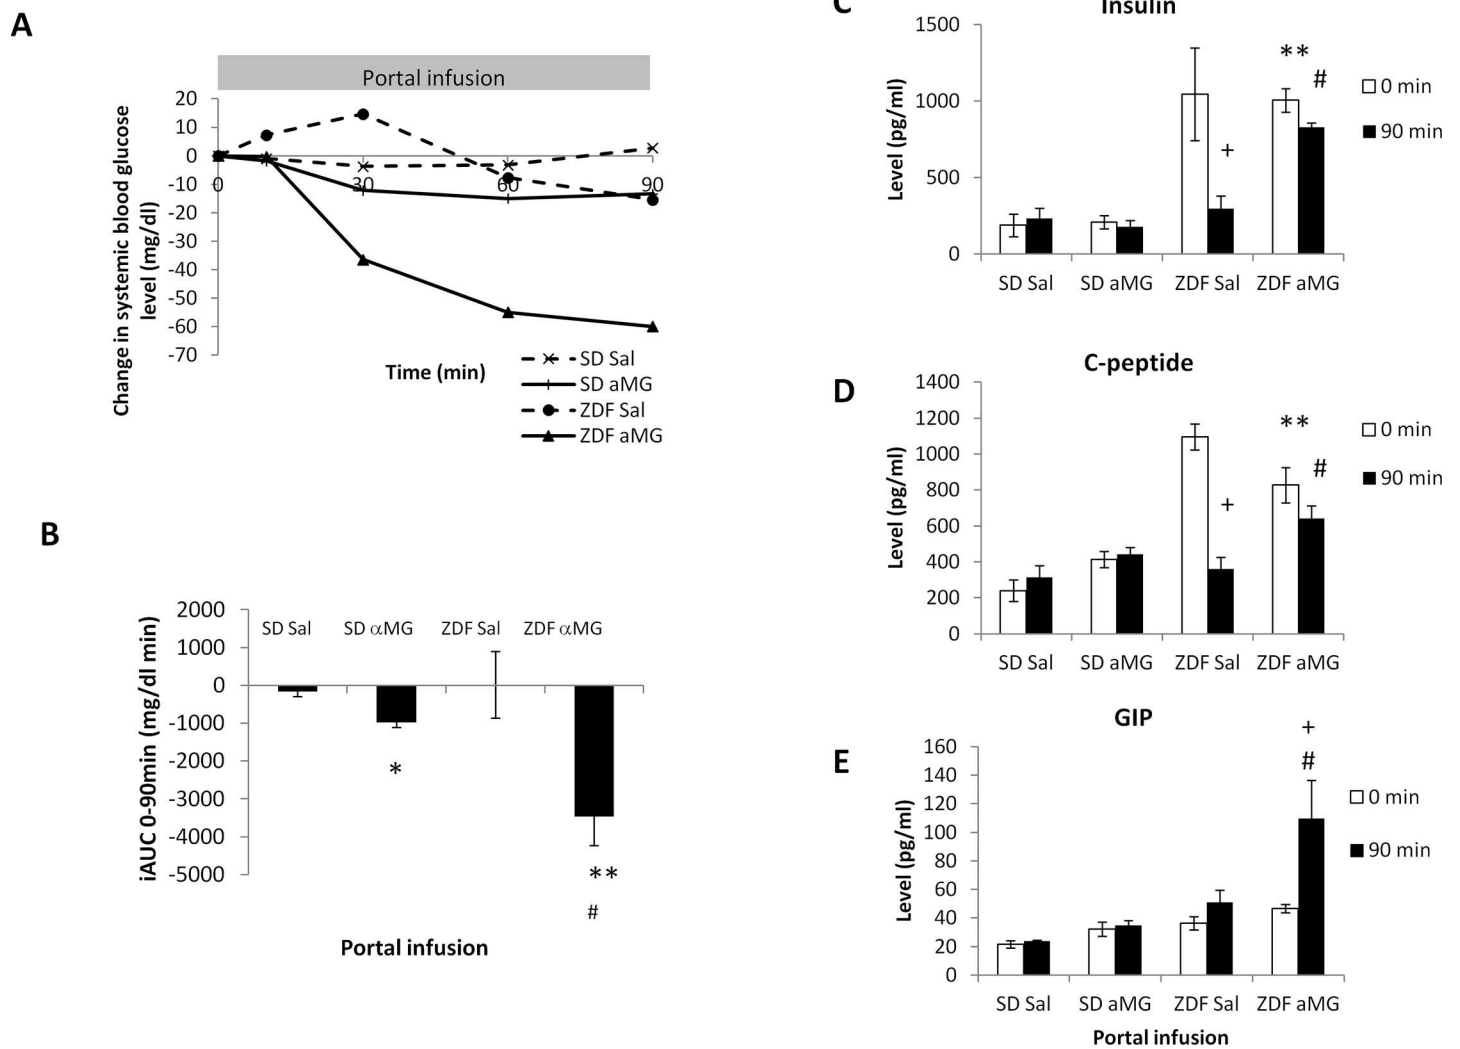 A
Portal infusion
20
10
0
-10
-20
-30
-40
-50
-60
-70
0
30
60
90
Change in systemic blood glucose
level (mg/dl)
Time (min)
SD Sal
SD aMG
ZDF Sal
ZDF aMG
B
2000
1000
0
-1000
-2000
-3000
-4000
-5000
SD Sal
SD αMG
ZDF Sal
ZDF αMG
*
**
#
iAUC 0-90min (mg/dl min)
Portal infusion
C
Insulin
1500
1000
500
0
Level (pg/ml)
+
**
#
0 min
90 min
SD Sal
SD aMG
ZDF Sal
ZDF aMG
D
C-peptide
1400
1200
1000
800
600
400
200
0
Level (pg/ml)
+
**
#
0 min
90 min
SD Sal
SD aMG
ZDF Sal
ZDF aMG
E
GIP
160
140
120
100
80
60
40
20
0
Level (pg/ml)
+
#
0 min
90 min
SD Sal
SD aMG
ZDF Sal
ZDF aMG
Portal infusion